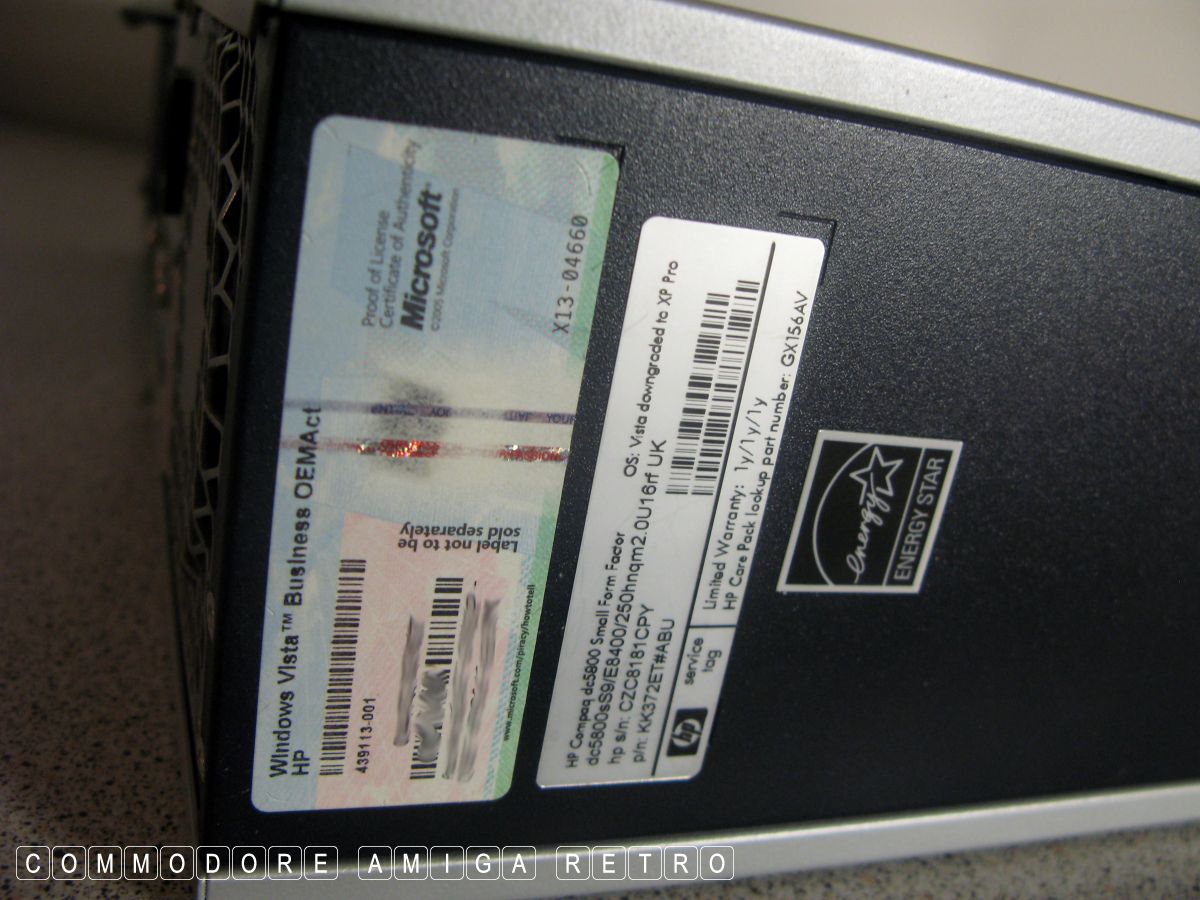 Windows Vista™ Business OEMAct
HP
439113-001
Proof of License
Certificate of Authenticity
Microsoft®
©2005 Microsoft Corporation
X13-04660
Label not to be
sold separately
www.microsoft.com/piracy/howtotell
HP Compaq dc5800 Small Form Factor
OS: Vista downgraded to XP Pro
dc5800sS9/E8400/250hnqm2.0U16rf UK
hp s/n: CZC8181CPY
p/n: KK372ET#ABU
hp
service
tag
Limited Warranty: 1y/1y/1y
HP Care Pack lookup part number: GX156AV
energy
ENERGY STAR
COMMODORE AMIGA RETRO